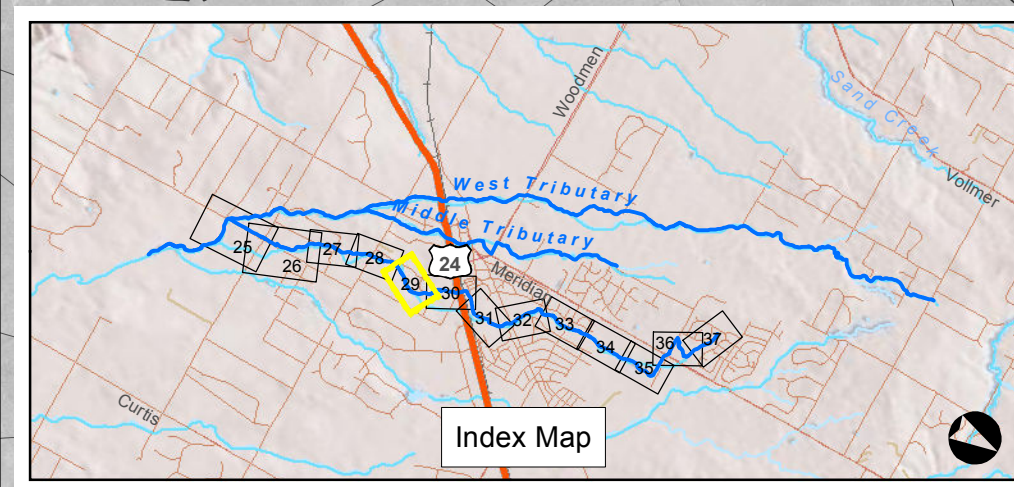 Woodmen
Sand Creek
Vollmer
West Tributary
Middle Tributary
25
26
27
28
29
24
30
Meridian
31
32
33
34
35
36
37
Curtis
Index Map